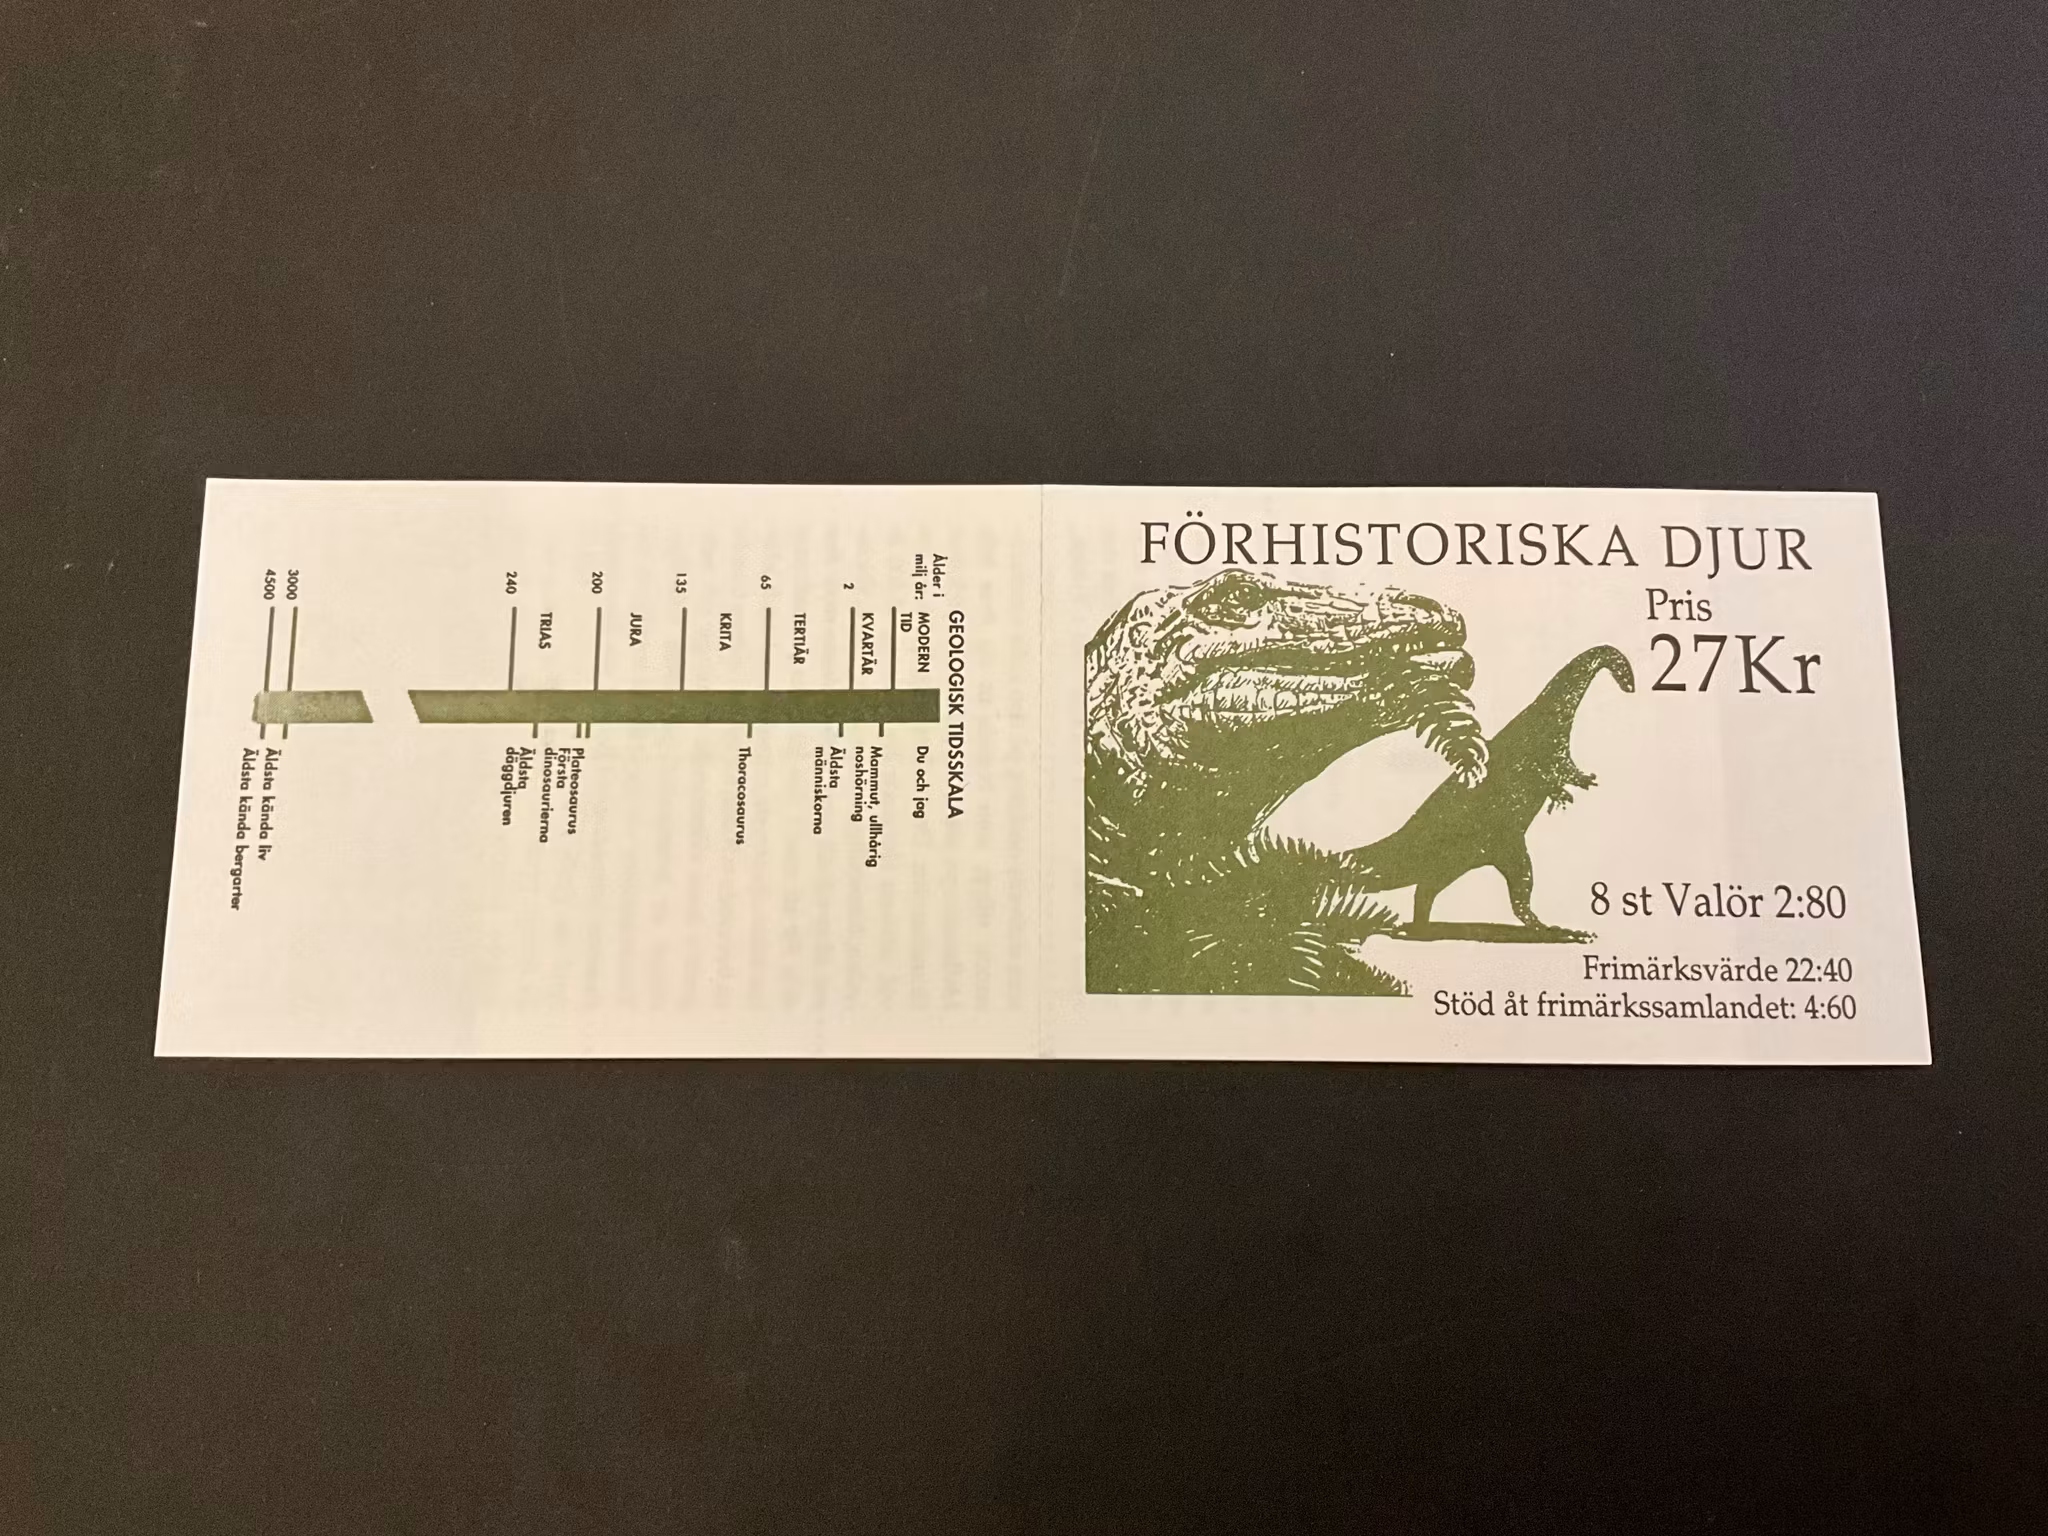 FÖRHISTORISKA DJUR
Pris
27Kr
8 st Valör 2:80
Frimärksvärde 22:40
Stöd åt frimärkssamlandet: 4:60
GEOLOGISK TIDSSKALA
Ålder i
milj år:
MODERN
TID
Du och jag
KVARTÄR
Mammut, ullhårig
noshörning
2
Äldsta
människorna
TERTIÄR
65
Thoracosaurus
KRITA
135
JURA
200
Plateosaurus
Första
dinosaurierna
TRIAS
Äldsta
däggdjuren
240
3000
Äldsta kända liv
4500
Äldsta kända bergarter